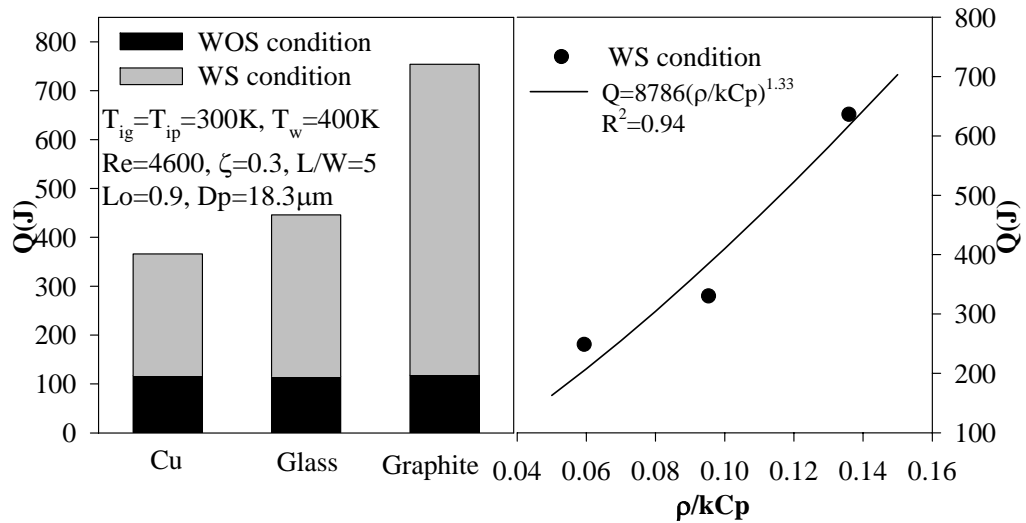 800
700
600
500
400
300
200
100
0
Q(J)
WOS condition
WS condition
T_ig=T_ip=300K, T_w=400K
Re=4600, ζ=0.3, L/W=5
Lo=0.9, Dp=18.3μm
Cu Glass Graphite
WS condition
Q=8786(ρ/kCp)^1.33
R^2=0.94
800
700
600
500
400
300
200
100
Q(J)
0.04 0.06 0.08 0.10 0.12 0.14 0.16
ρ/kCp